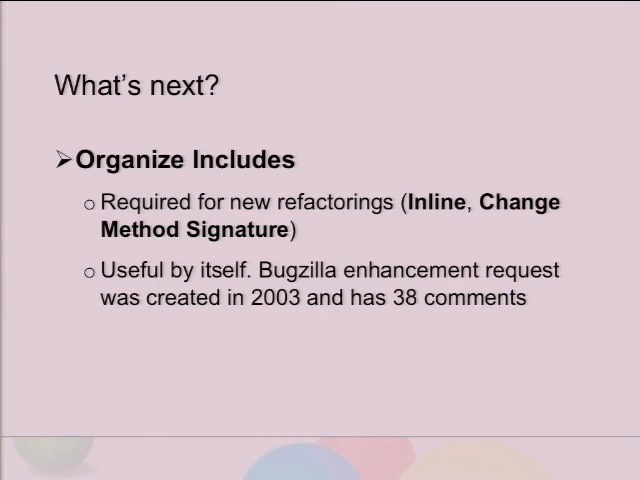 What's next?
➢Organize Includes
o Required for new refactorings (Inline, Change
Method Signature)
o Useful by itself. Bugzilla enhancement request
was created in 2003 and has 38 comments